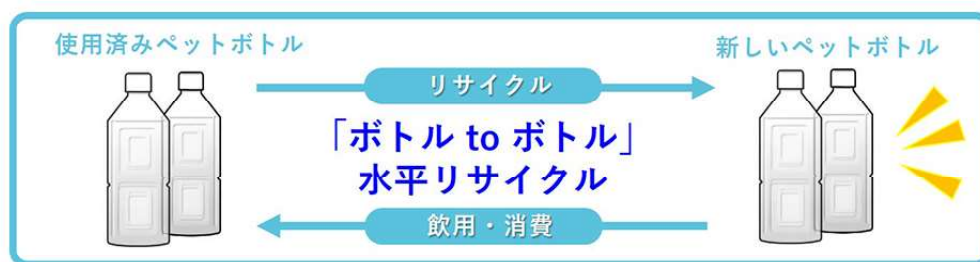 使用済みペットボトル
新しいペットボトル
リサイクル
「ボトル to ボトル」
水平リサイクル
飲用・消費